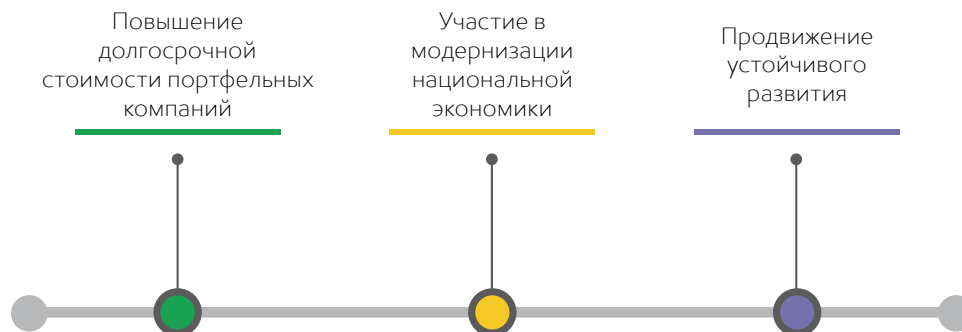 Повышение
долгосрочной
стоимости портфельных
компаний
Участие в
модернизации
национальной
экономики
Продвижение
устойчивого
развития